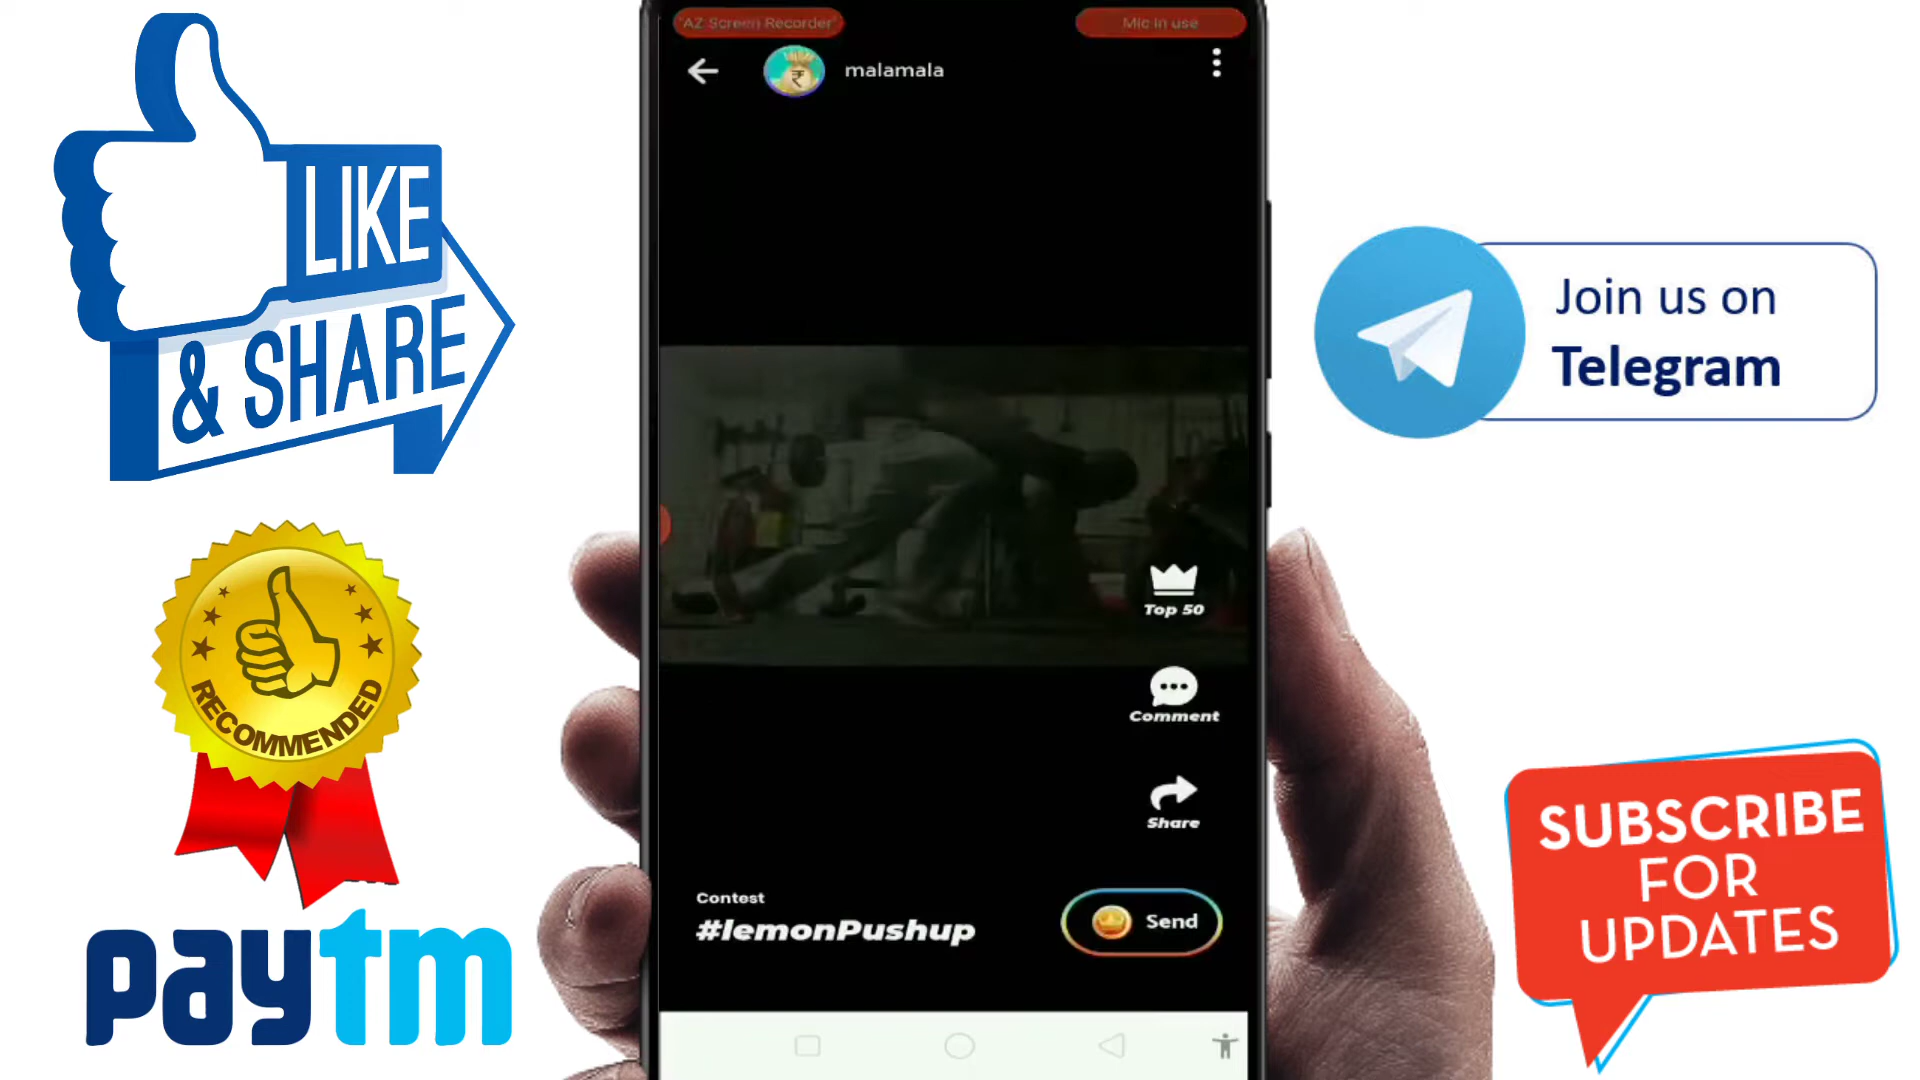 LIKE
& SHARE
RECOMMENDED
paytm
"AZ Screen Recorder"
Mic in use
malamala
Top 50
Comment
Share
Contest
#lemonPushup
Send
Join us on
Telegram
SUBSCRIBE
FOR
UPDATES